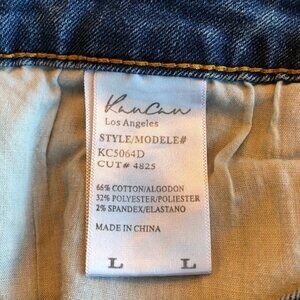 KanCan
Los Angeles
STYLE/MODELE#
KC5064D
CUT# 4825
66% COTTON/ALGODON
32% POLYESTER/POLIESTER
2% SPANDEX/ELASTANO
MADE IN CHINA
L L